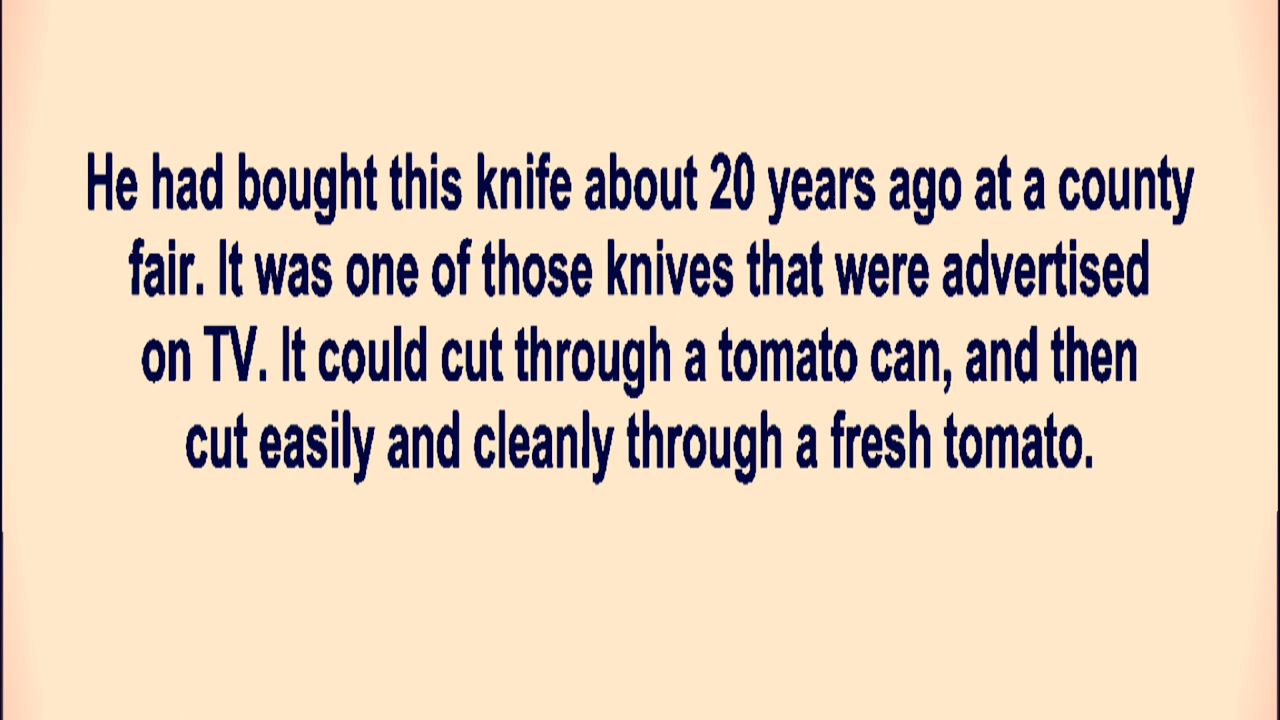 He had bought this knife about 20 years ago at a county
fair. It was one of those knives that were advertised
on TV. It could cut through a tomato can, and then
cut easily and cleanly through a fresh tomato.